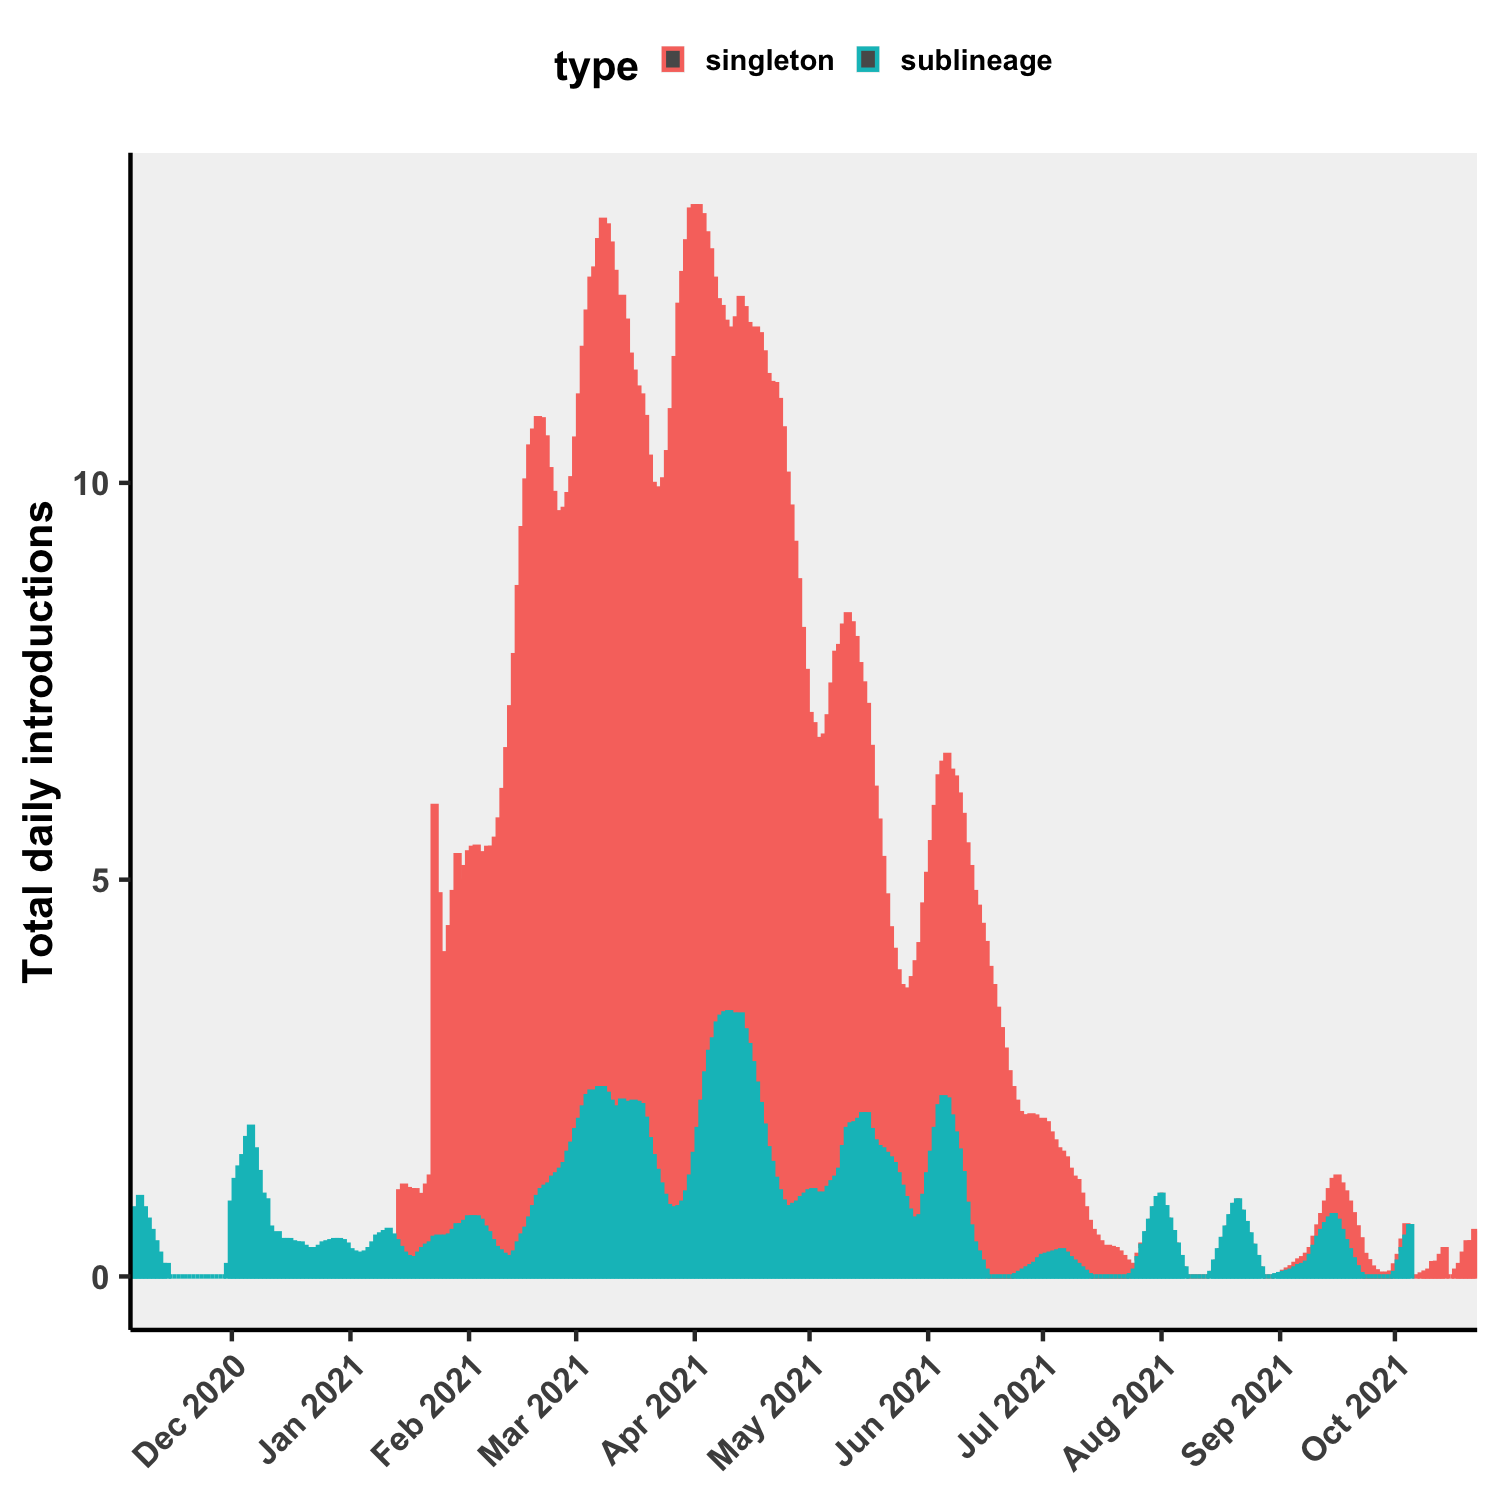 type singleton sublineage
Total daily introductions
10
5
0
Dec 2020
Jan 2021
Feb 2021
Mar 2021
Apr 2021
May 2021
Jun 2021
Jul 2021
Aug 2021
Sep 2021
Oct 2021